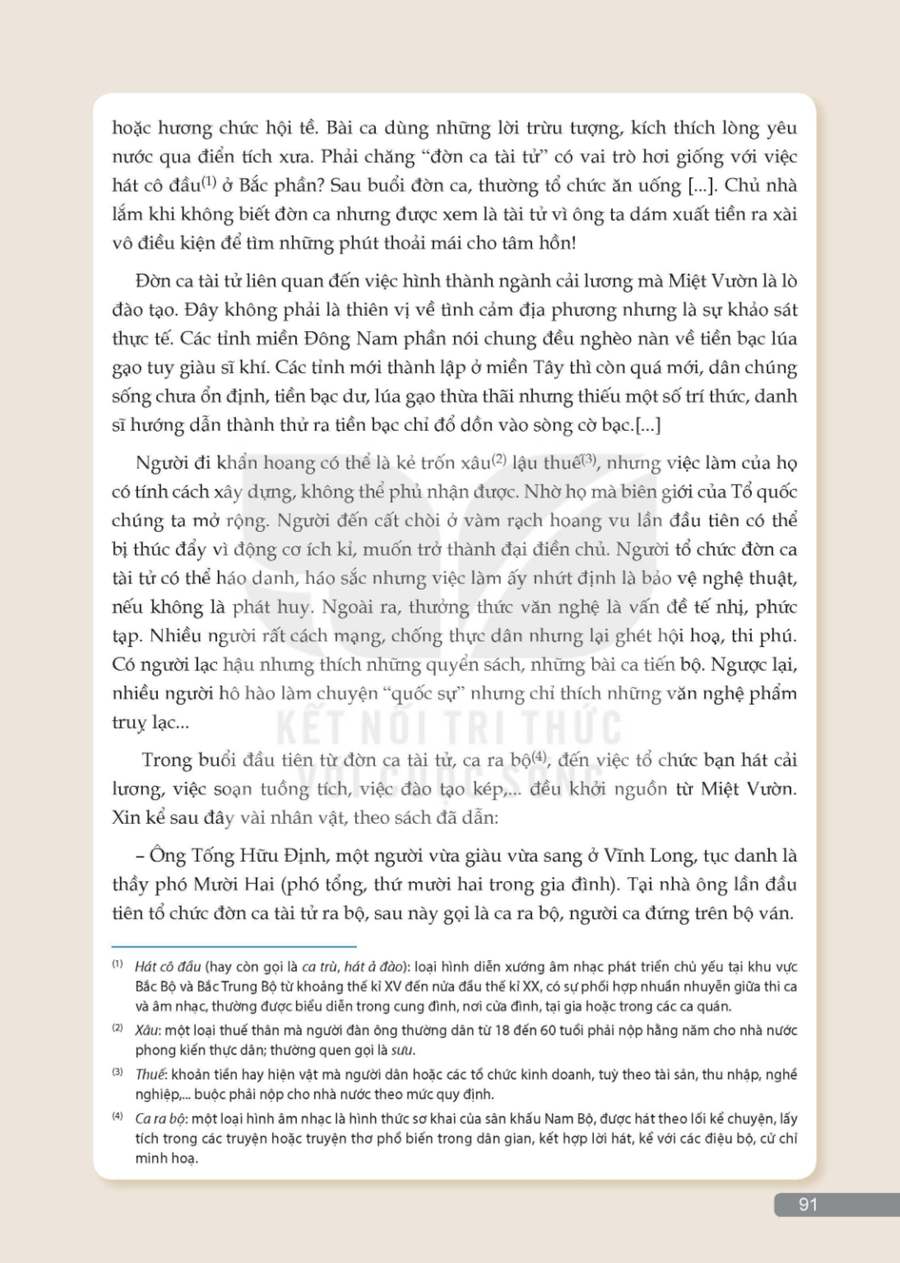 hoặc hương chức hội tề. Bài ca dùng những lời trừu tượng, kích thích lòng yêu
nước qua điển tích xưa. Phải chăng “đờn ca tài tử” có vai trò hơi giống với việc
hát cô đầu(1) ở Bắc phần? Sau buổi đờn ca, thường tổ chức ăn uống [...]. Chủ nhà
lắm khi không biết đờn ca nhưng được xem là tài tử vì ông ta dám xuất tiền ra xài
vô điều kiện để tìm những phút thoải mái cho tâm hồn!
Đờn ca tài tử liên quan đến việc hình thành ngành cải lương mà Miệt Vườn là lò
đào tạo. Đây không phải là thiên vị về tình cảm địa phương nhưng là sự khảo sát
thực tế. Các tỉnh miền Đông Nam phần nói chung đều nghèo nàn về tiền bạc lúa
gạo tuy giàu sĩ khí. Các tỉnh mới thành lập ở miền Tây thì còn quá mới, dân chúng
sống chưa ổn định, tiền bạc dư, lúa gạo thừa thãi nhưng thiếu một số trí thức, danh
sĩ hướng dẫn thành thử ra tiền bạc chỉ đổ dồn vào sòng cờ bạc.[...]
Người đi khẩn hoang có thể là kẻ trốn xâu(2) lậu thuế(3), nhưng việc làm của họ
có tính cách xây dựng, không thể phủ nhận được. Nhờ họ mà biên giới của Tổ quốc
chúng ta mở rộng. Người đến cất chòi ở vàm rạch hoang vu lần đầu tiên có thể
bị thúc đẩy vì động cơ ích kỉ, muốn trở thành đại điền chủ. Người tổ chức đờn ca
tài tử có thể háo danh, háo sắc nhưng việc làm ấy nhứt định là bảo vệ nghệ thuật,
nếu không là phát huy. Ngoài ra, thưởng thức văn nghệ là vấn đề tế nhị, phức
tạp. Nhiều người rất cách mạng, chống thực dân nhưng lại ghét hội hoạ, thi phú.
Có người lạc hậu nhưng thích những quyển sách, những bài ca tiến bộ. Ngược lại,
nhiều người hô hào làm chuyện “quốc sự” nhưng chỉ thích những văn nghệ phẩm
truỵ lạc...
KẾT NỐI TRI THỨC
VỚI CUỘC SỐNG
Trong buổi đầu tiên từ đờn ca tài tử, ca ra bộ(4), đến việc tổ chức bạn hát cải
lương, việc soạn tuồng tích, việc đào tạo kép,... đều khởi nguồn từ Miệt Vườn.
Xin kể sau đây vài nhân vật, theo sách đã dẫn:
– Ông Tống Hữu Định, một người vừa giàu vừa sang ở Vĩnh Long, tục danh là
thầy phó Mười Hai (phó tổng, thứ mười hai trong gia đình). Tại nhà ông lần đầu
tiên tổ chức đờn ca tài tử ra bộ, sau này gọi là ca ra bộ, người ca đứng trên bộ ván.
(1) Hát cô đầu (hay còn gọi là ca trù, hát ả đào): loại hình diễn xướng âm nhạc phát triển chủ yếu tại khu vực
Bắc Bộ và Bắc Trung Bộ từ khoảng thế kỉ XV đến nửa đầu thế kỉ XX, có sự phối hợp nhuần nhuyễn giữa thi ca
và âm nhạc, thường được biểu diễn trong cung đình, nơi cửa đình, tại gia hoặc trong các ca quán.
(2) Xâu: một loại thuế thân mà người đàn ông thường dân từ 18 đến 60 tuổi phải nộp hằng năm cho nhà nước
phong kiến thực dân; thường quen gọi là sưu.
(3) Thuế: khoản tiền hay hiện vật mà người dân hoặc các tổ chức kinh doanh, tuỳ theo tài sản, thu nhập, nghề
nghiệp,... buộc phải nộp cho nhà nước theo mức quy định.
(4) Ca ra bộ: một loại hình âm nhạc là hình thức sơ khai của sân khấu Nam Bộ, được hát theo lối kể chuyện, lấy
tích trong các truyện hoặc truyện thơ phổ biến trong dân gian, kết hợp lời hát, kể với các điệu bộ, cử chỉ
minh hoạ.
91